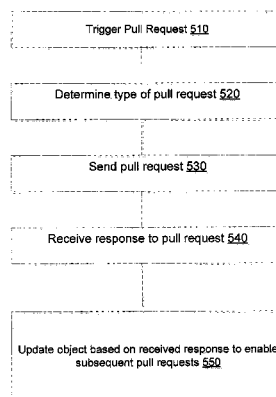 Trigger Pull Request 510
Determine type of pull request 520
Send pull request 530
Receive response to pull request 540
Update object based on received response to enable
subsequent pull requests 550